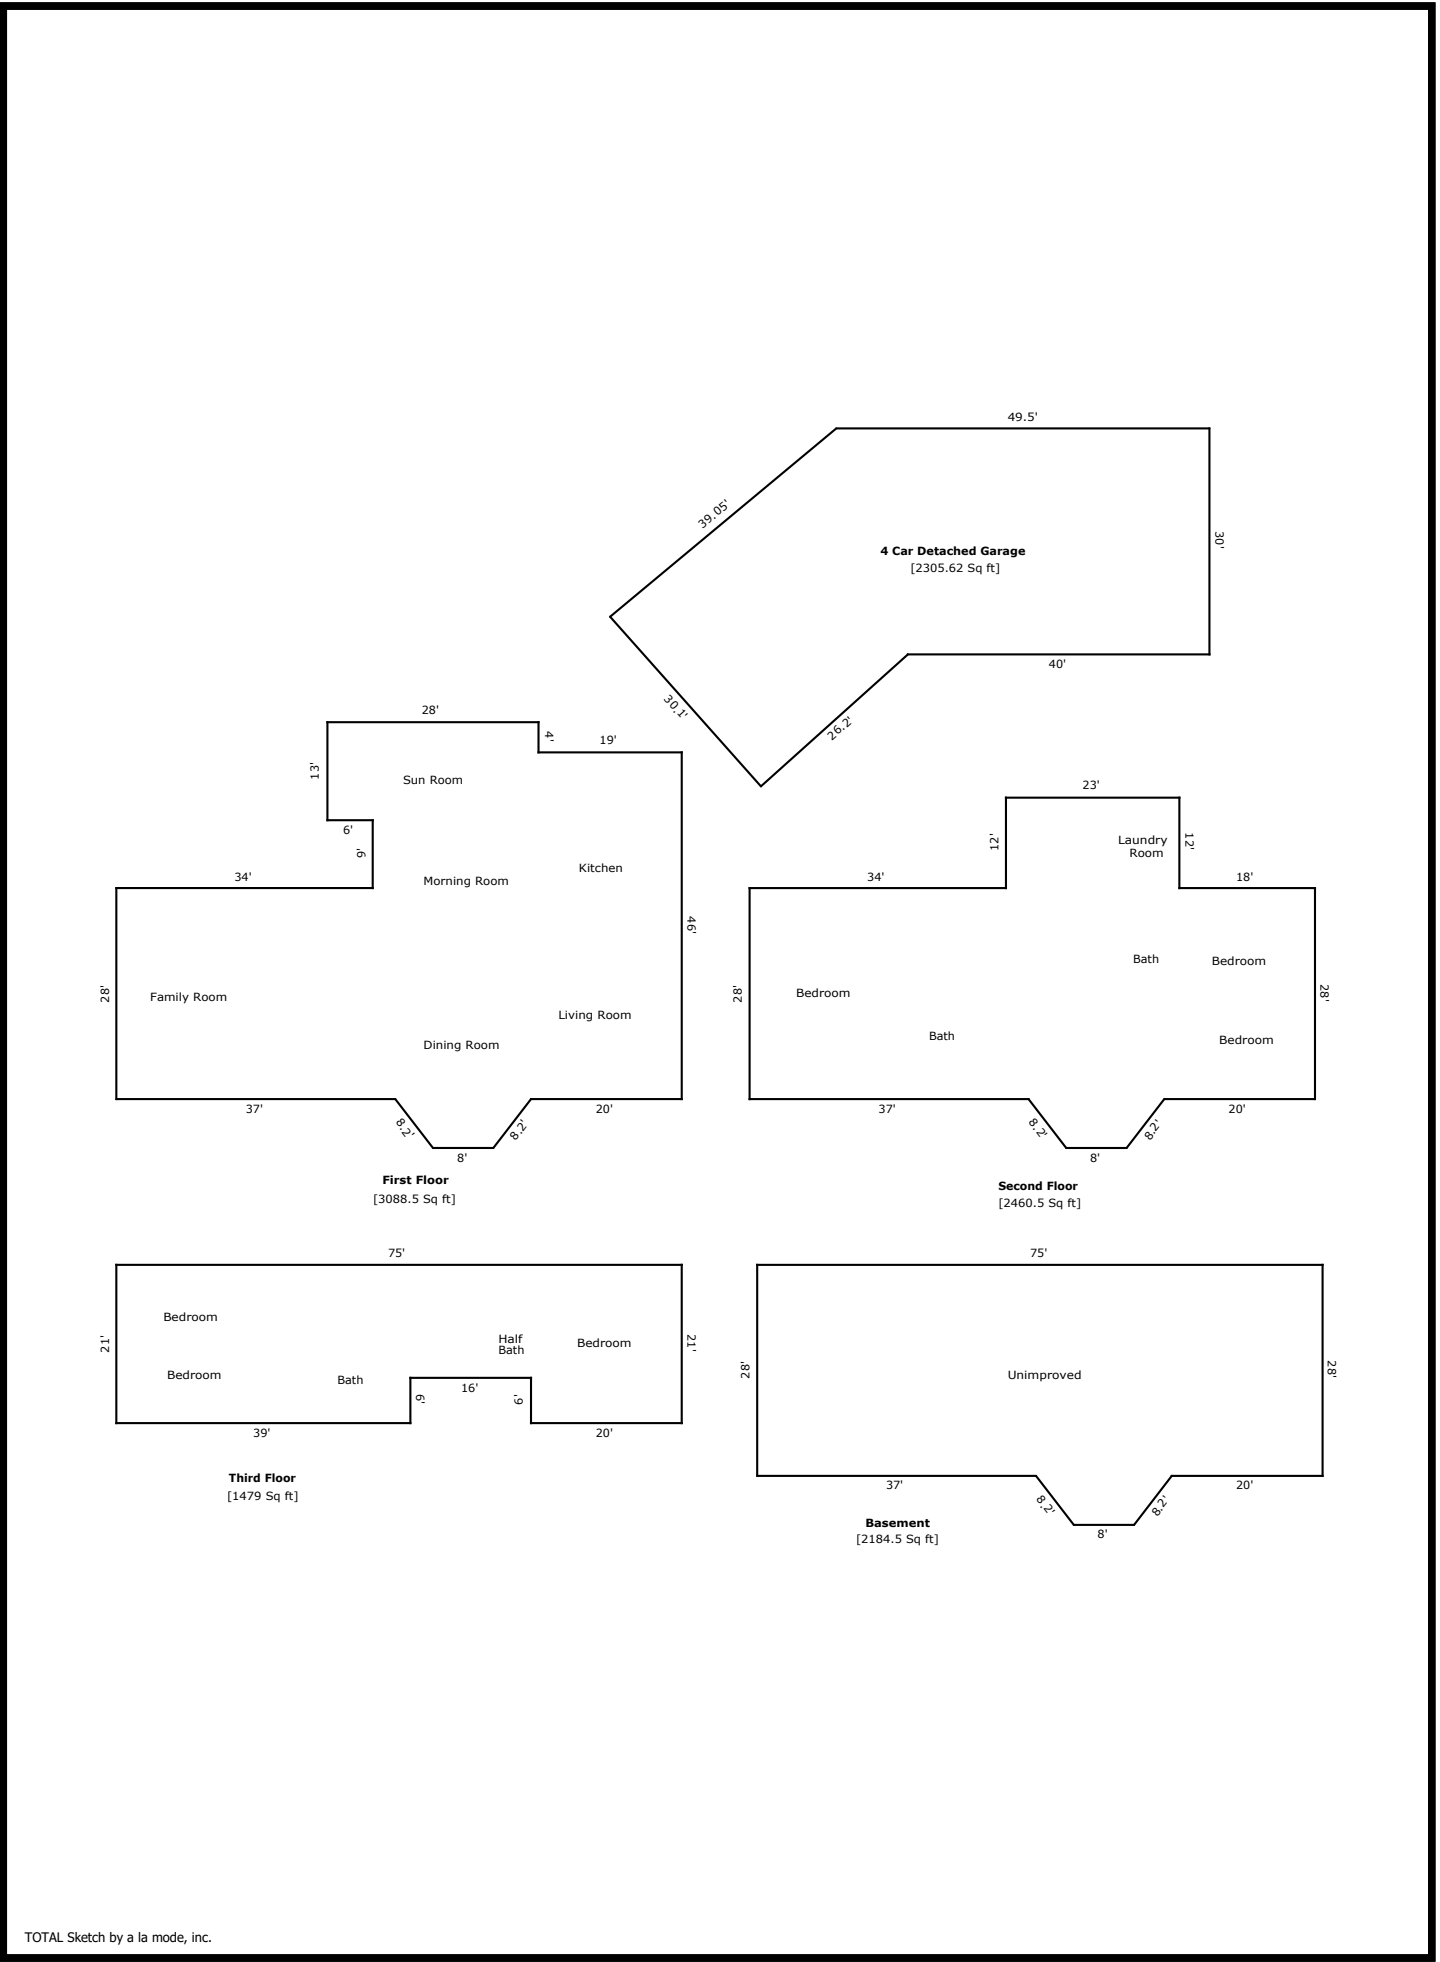 49.5'
39.05'
30'
4 Car Detached Garage
[2305.62 Sq ft]
40'
30.1'
26.2'
28'
4'
19'
13'
Sun Room
6'
9'
Kitchen
34'
Morning Room
46'
28'
Family Room
Living Room
Dining Room
37'
8.2'
8.2'
20'
8'
First Floor
[3088.5 Sq ft]
23'
12'
Laundry
Room
12'
34'
18'
Bath
Bedroom
28'
Bedroom
28'
Bath
Bedroom
37'
8.2'
8.2'
20'
8'
Second Floor
[2460.5 Sq ft]
75'
Bedroom
21'
Half
Bath
Bedroom
21'
Bedroom
Bath
16'
6'
6'
39'
20'
Third Floor
[1479 Sq ft]
75'
28'
Unimproved
28'
37'
8.2'
8.2'
20'
8'
Basement
[2184.5 Sq ft]
TOTAL Sketch by a la mode, inc.